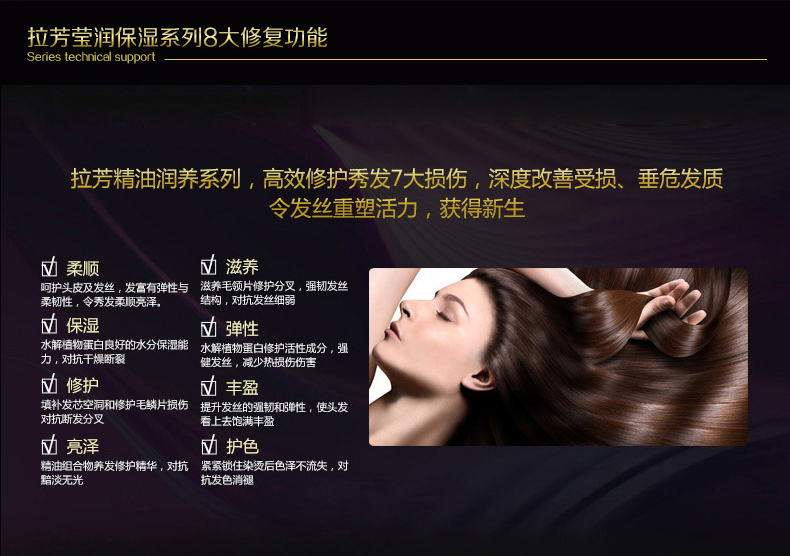 拉芳莹润保湿系列8大修复功能
Series technical support
拉芳精油润养系列，高效修护秀发7大损伤，深度改善受损、垂危发质
令发丝重塑活力，获得新生
柔顺
呵护头皮及发丝，发富有弹性与
柔韧性，令秀发柔顺亮泽。
保湿
水解植物蛋白良好的水分保湿能
力，对抗干燥断裂
修护
填补发芯空洞和修护毛鳞片损伤
对抗断发分叉
亮泽
精油组合物养发修护精华，对抗
黯淡无光
滋养
滋养毛领片修护分叉，强韧发丝
结构，对抗发丝细弱
弹性
水解植物蛋白修护活性成分，强
健发丝，减少热损伤伤害
丰盈
提升发丝的强韧和弹性，使头发
看上去饱满丰盈
护色
紧紧锁住染烫后色泽不流失，对
抗发色消褪